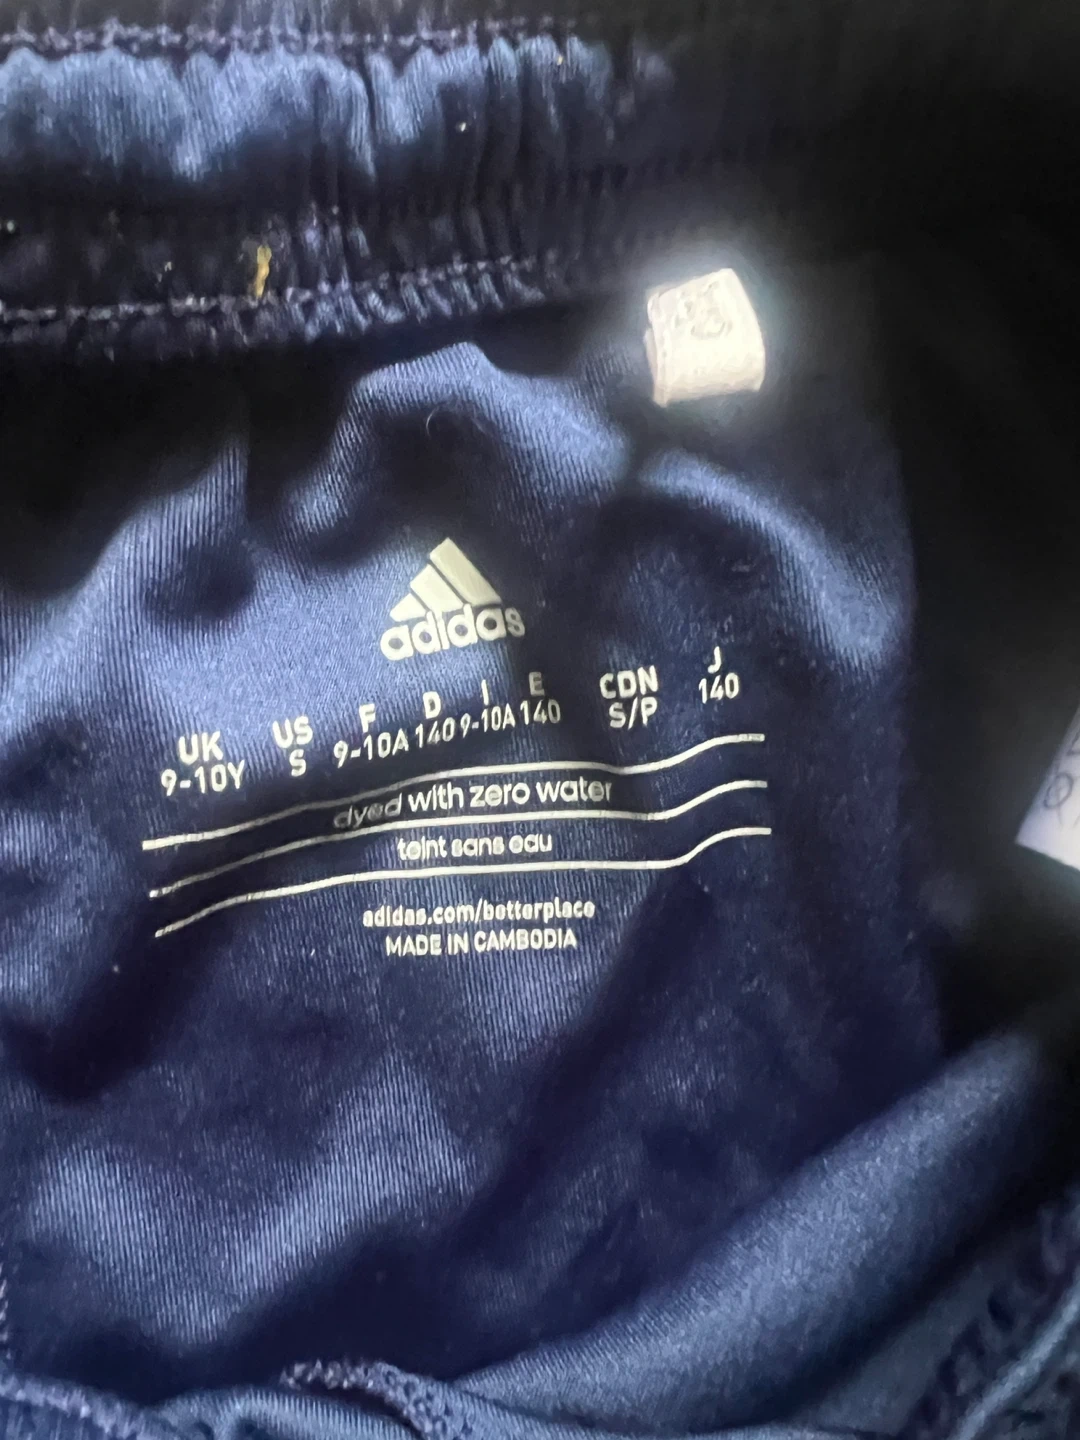 adidas
UK US F D I E CDN J
9-10Y S 9-10A 140 9-10A 140 S/P 140
dyed with zero water
teint sans eau
adidas.com/betterplace
MADE IN CAMBODIA